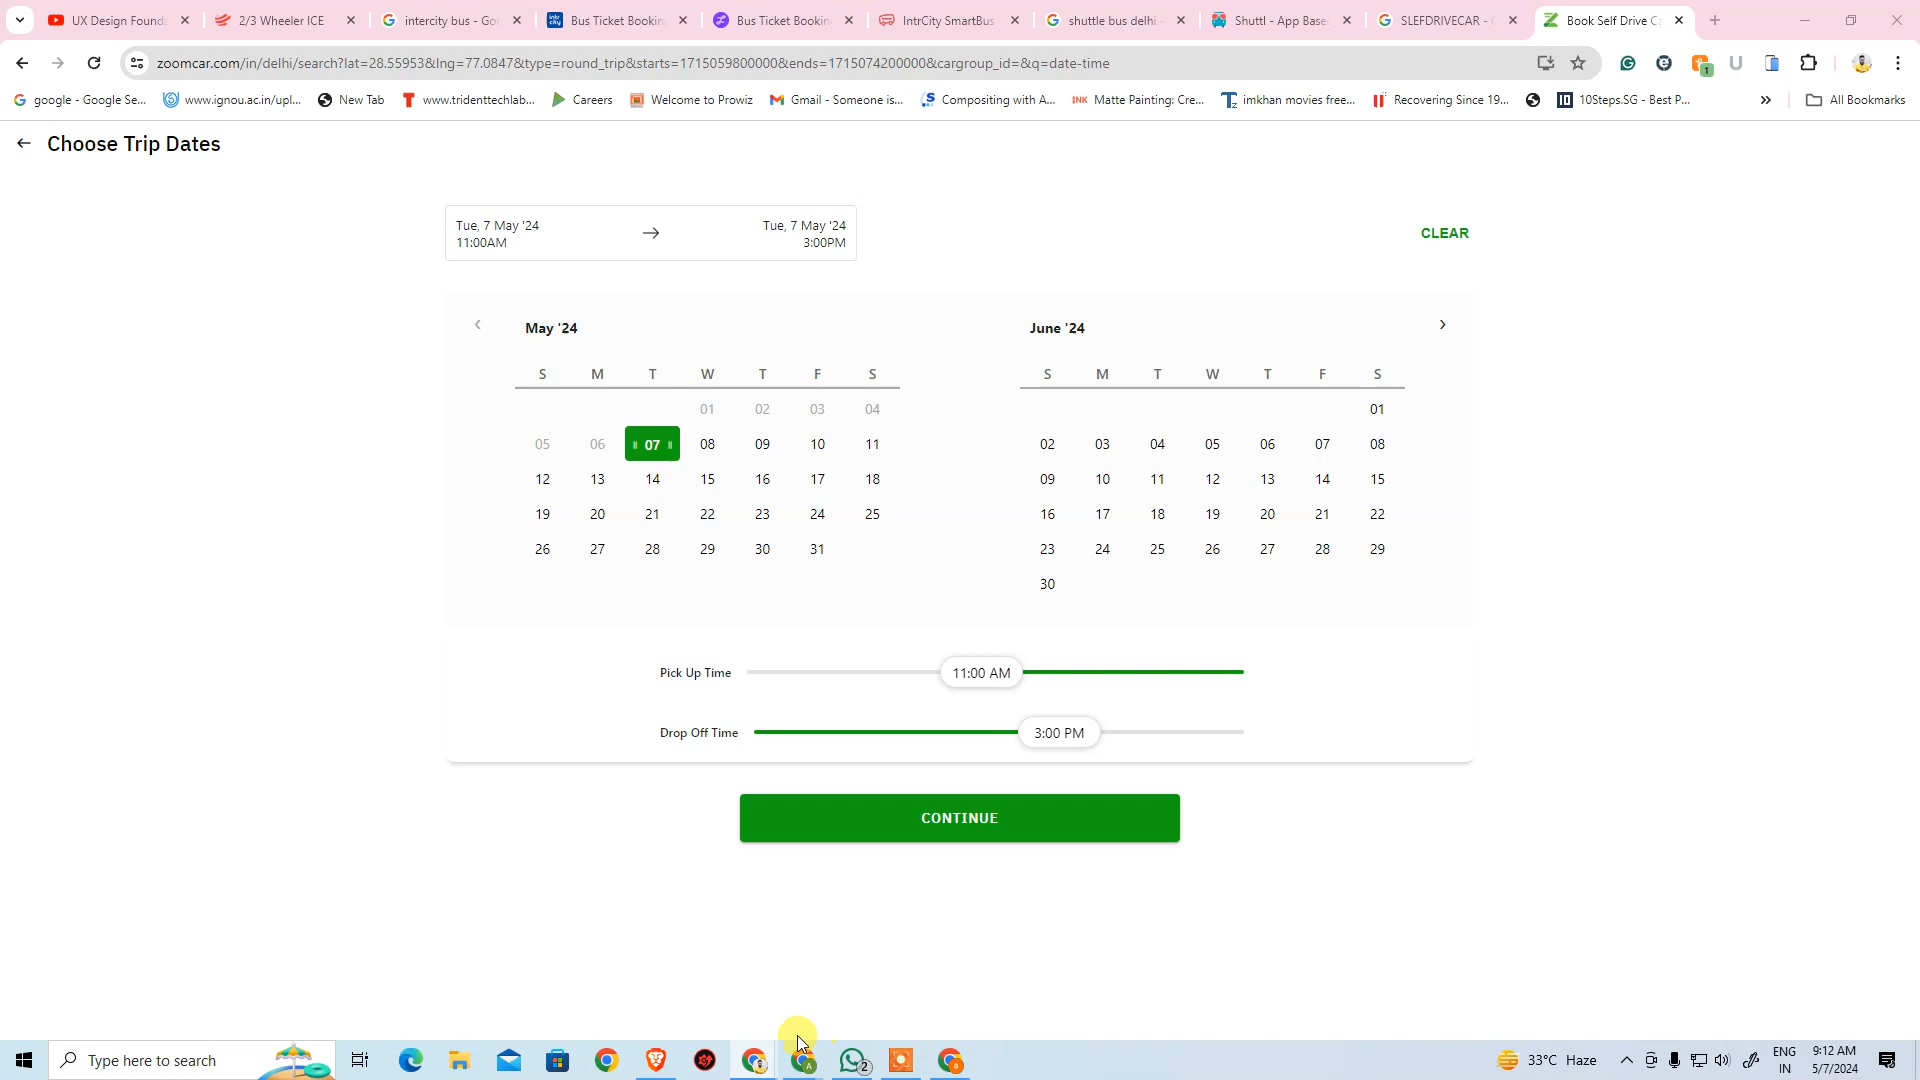 UX Design Founda
2/3 Wheeler ICE
intercity bus - Goo
Bus Ticket Bookin
Bus Ticket Bookin
IntrCity SmartBus
shuttle bus delhi -
Shuttl - App Base
SLEFDRIVECAR - G
Book Self Drive Ca
zoomcar.com/in/delhi/search?lat=28.55953&lng=77.0847&type=round_trip&starts=1715059800000&ends=1715074200000&cargroup_id=&q=date-time
1
google - Google Se...
www.ignou.ac.in/upl...
New Tab
www.tridenttechlab...
Careers
Welcome to Prowiz
Gmail - Someone is...
Compositing with A...
INK Matte Painting: Cre...
imkhan movies free...
Recovering Since 19...
10Steps.SG - Best P...
All Bookmarks
Choose Trip Dates
Tue, 7 May '24 Tue, 7 May '24
11:00AM 3:00PM
CLEAR
May '24
S M T W T F S
01 02 03 04
05 06 07 08 09 10 11
12 13 14 15 16 17 18
19 20 21 22 23 24 25
26 27 28 29 30 31
June '24
S M T W T F S
01
02 03 04 05 06 07 08
09 10 11 12 13 14 15
16 17 18 19 20 21 22
23 24 25 26 27 28 29
30
Pick Up Time 11:00 AM
Drop Off Time 3:00 PM
CONTINUE
Type here to search
A
2
a
33°C Haze
ENG
IN
9:12 AM
5/7/2024